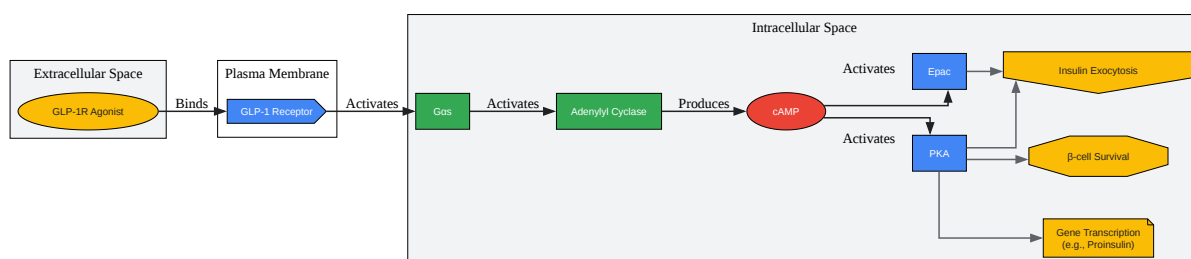 Intracellular Space
Extracellular Space
Plasma Membrane
GLP-1R Agonist
Binds
GLP-1 Receptor
Activates
Gαs
Activates
Adenylyl Cyclase
Produces
cAMP
Activates
Epac
Insulin Exocytosis
Activates
PKA
β-cell Survival
Gene Transcription
(e.g., Proinsulin)